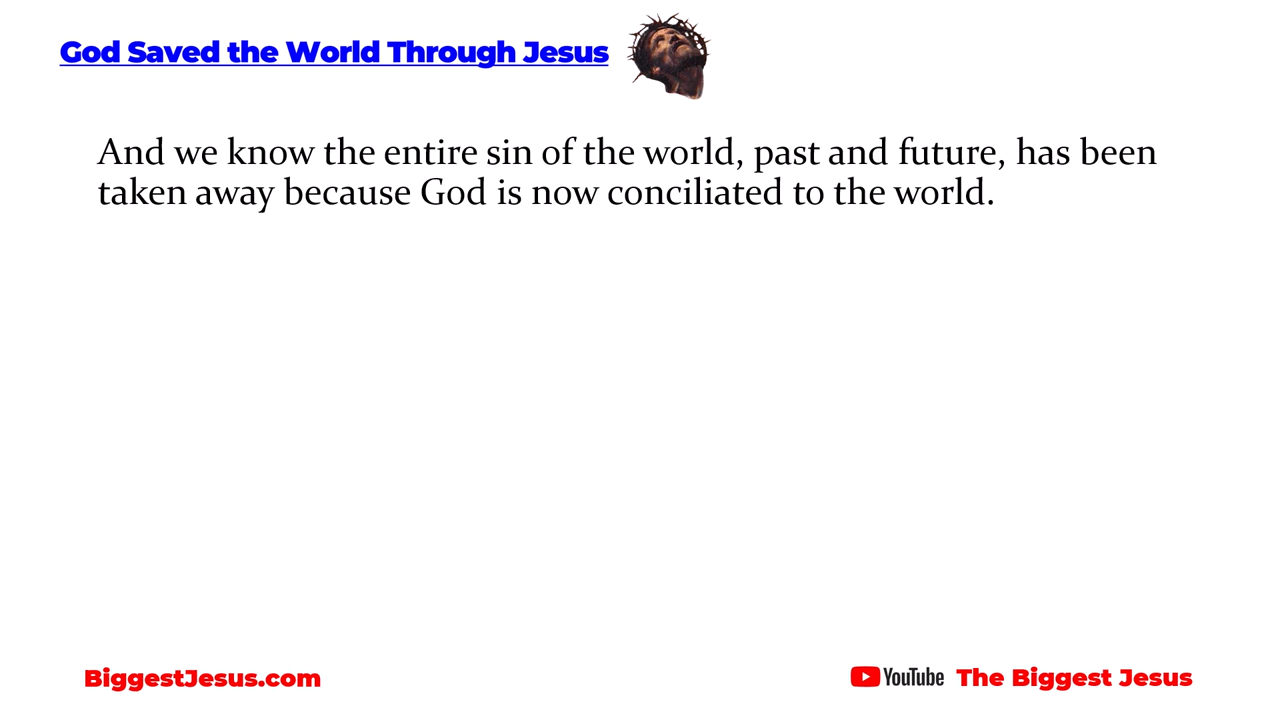 God Saved the World Through Jesus
And we know the entire sin of the world, past and future, has been
taken away because God is now conciliated to the world.
BiggestJesus.com
YouTube The Biggest Jesus